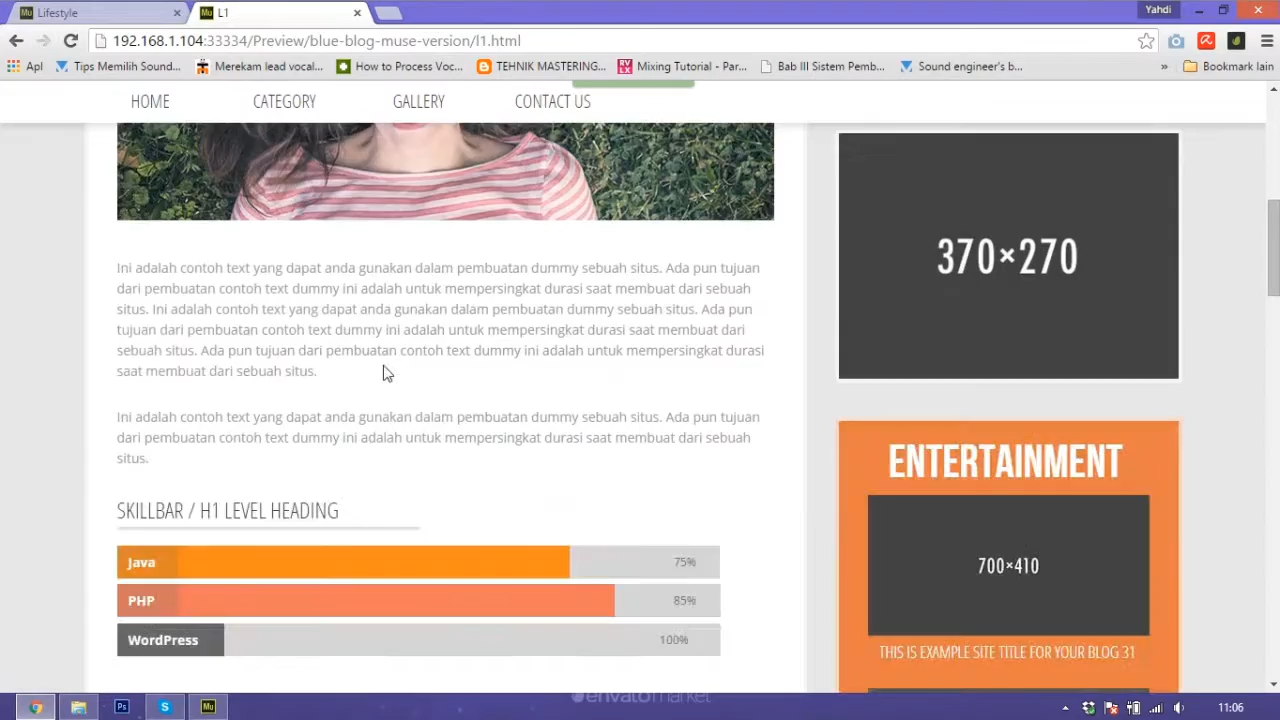 Lifestyle
L1
Yahdi
192.168.1.104:33334/Preview/blue-blog-muse-version/l1.html
Apl
Tips Memilih Sound...
Merekam lead vocal...
How to Process Voc...
TEHNIK MASTERING...
Mixing Tutorial - Par...
Bab III Sistem Pemb...
Sound engineer's b...
»
Bookmark lain
HOME
CATEGORY
GALLERY
CONTACT US
Ini adalah contoh text yang dapat anda gunakan dalam pembuatan dummy sebuah situs. Ada pun tujuan
dari pembuatan contoh text dummy ini adalah untuk mempersingkat durasi saat membuat dari sebuah
situs. Ini adalah contoh text yang dapat anda gunakan dalam pembuatan dummy sebuah situs. Ada pun
tujuan dari pembuatan contoh text dummy ini adalah untuk mempersingkat durasi saat membuat dari
sebuah situs. Ada pun tujuan dari pembuatan contoh text dummy ini adalah untuk mempersingkat durasi
saat membuat dari sebuah situs.
Ini adalah contoh text yang dapat anda gunakan dalam pembuatan dummy sebuah situs. Ada pun tujuan
dari pembuatan contoh text dummy ini adalah untuk mempersingkat durasi saat membuat dari sebuah
situs.
SKILLBAR / H1 LEVEL HEADING
Java 75%
PHP 85%
WordPress 100%
370×270
ENTERTAINMENT
700×410
THIS IS EXAMPLE SITE TITLE FOR YOUR BLOG 31
envatomarket
11:06